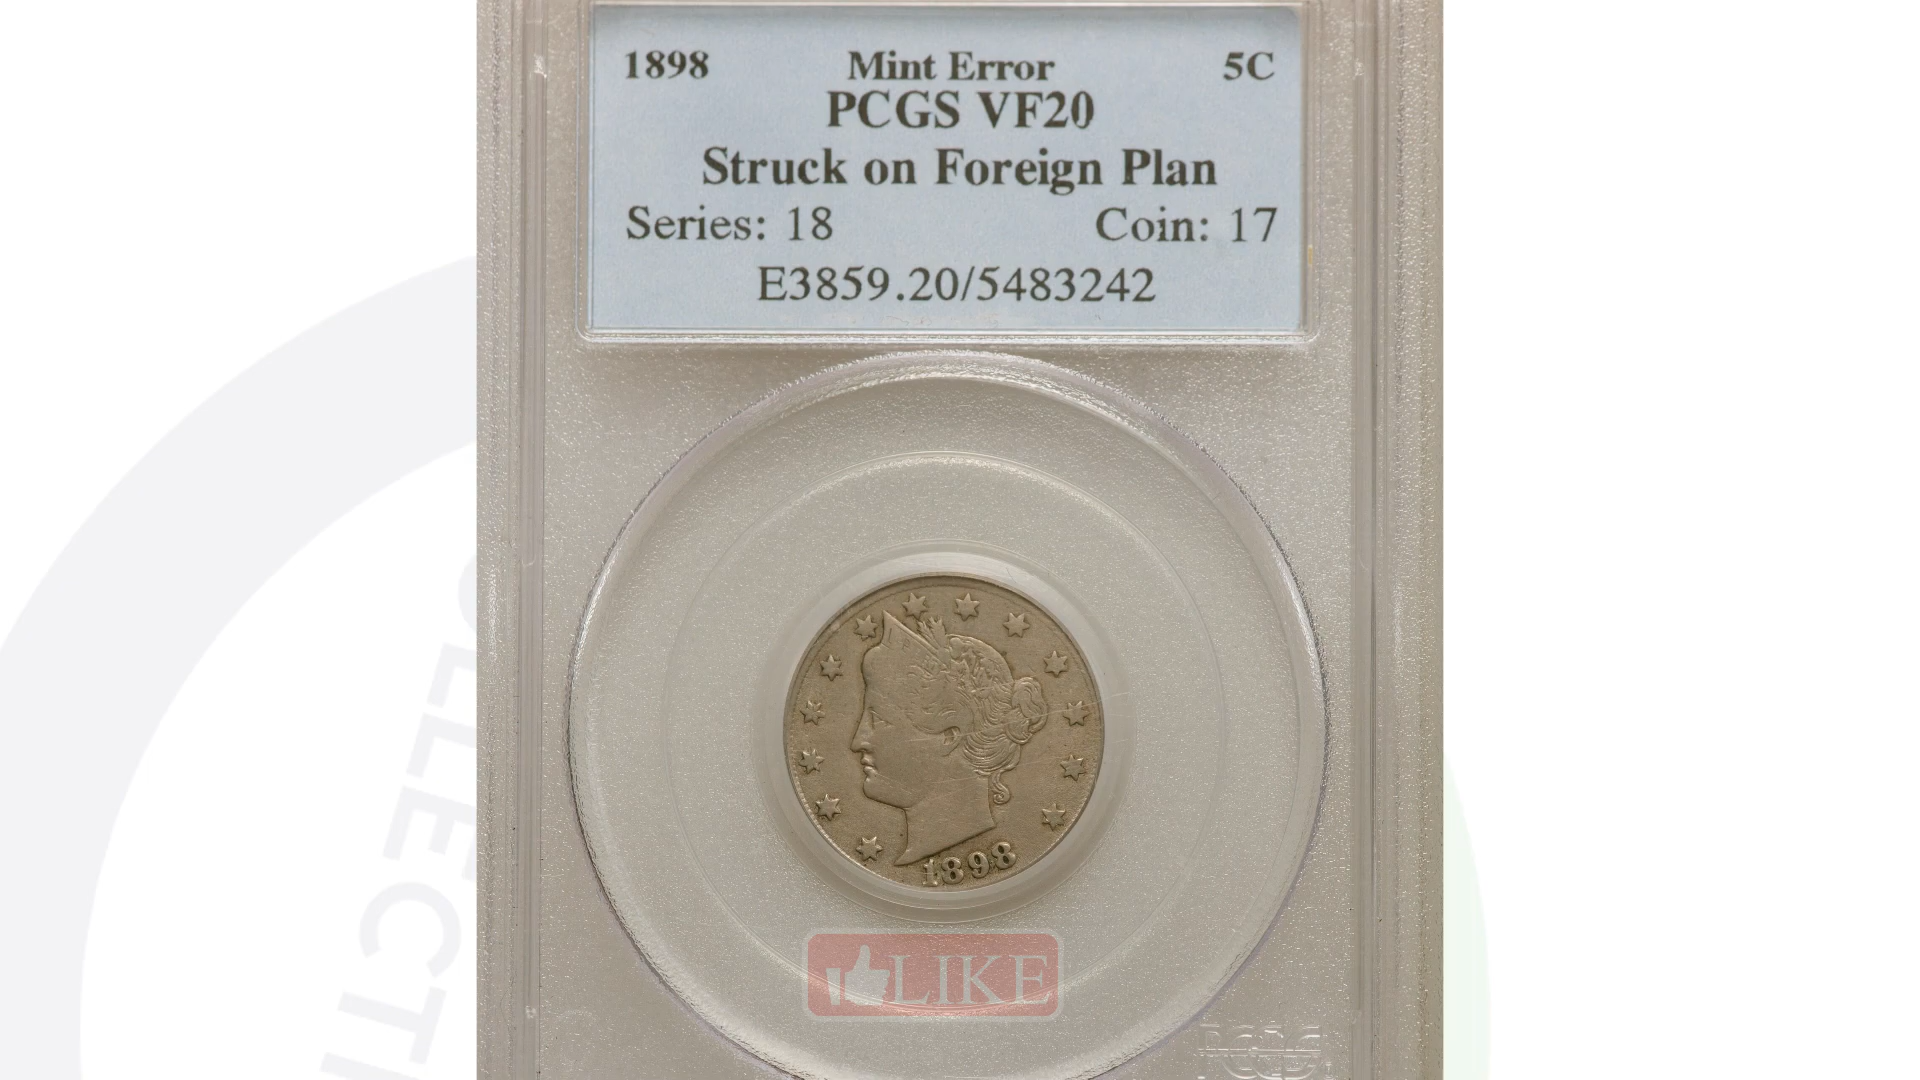 1898 Mint Error 5C
PCGS VF20
Struck on Foreign Plan
Series: 18 Coin: 17
E3859.20/5483242
1898
LIKE
PCGS